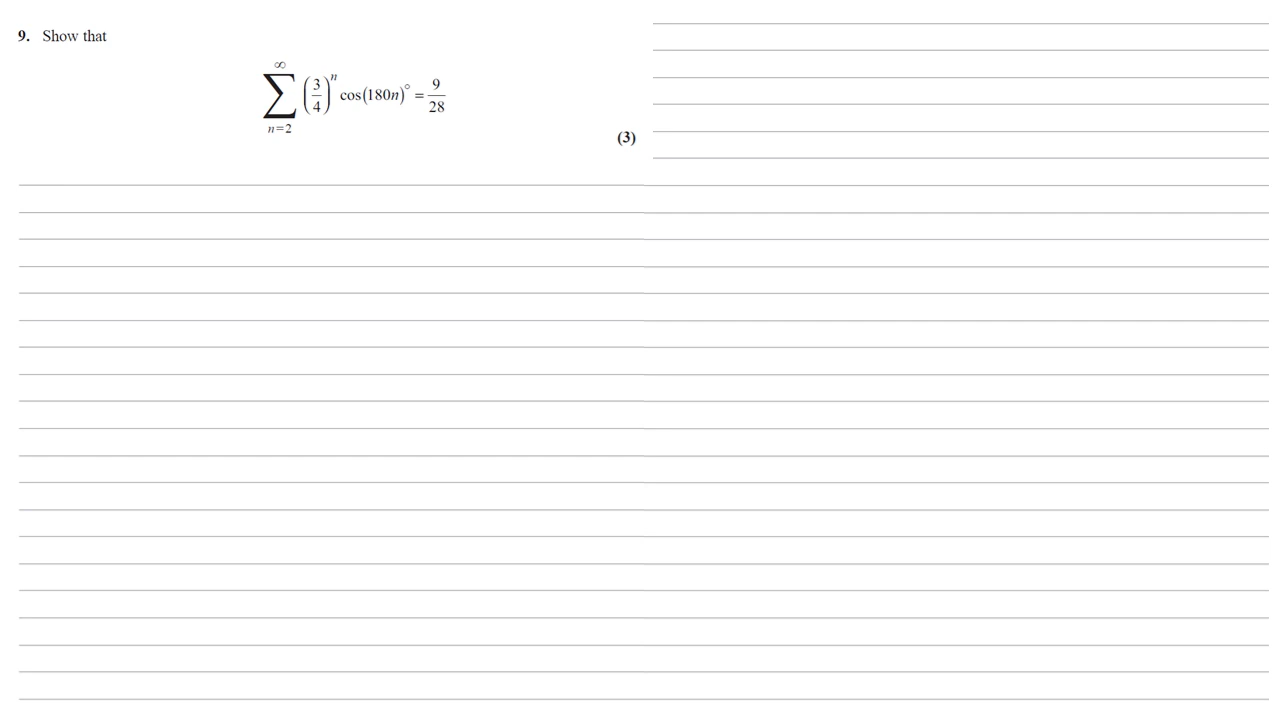 9. Show that
∞
∑ (3/4)ⁿ cos(180n)° = 9/28
n=2
(3)